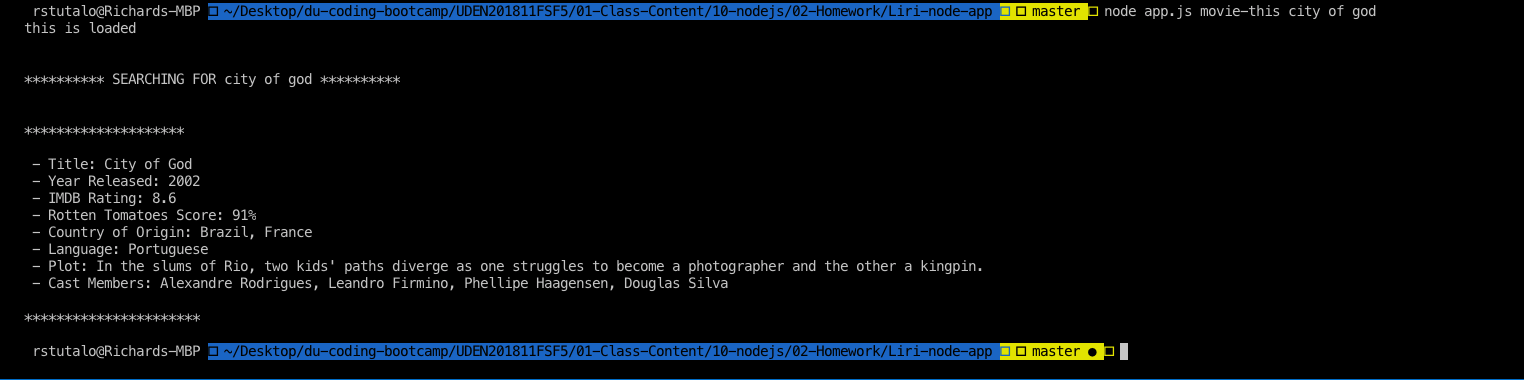 rstutalo@Richards-MBP □ ~/Desktop/du-coding-bootcamp/UDEN201811FSF5/01-Class-Content/10-nodejs/02-Homework/Liri-node-app □ □ master □ node app.js movie-this city of god
this is loaded
********** SEARCHING FOR city of god **********
********************
- Title: City of God
- Year Released: 2002
- IMDB Rating: 8.6
- Rotten Tomatoes Score: 91%
- Country of Origin: Brazil, France
- Language: Portuguese
- Plot: In the slums of Rio, two kids' paths diverge as one struggles to become a photographer and the other a kingpin.
- Cast Members: Alexandre Rodrigues, Leandro Firmino, Phellipe Haagensen, Douglas Silva
**********************
rstutalo@Richards-MBP □ ~/Desktop/du-coding-bootcamp/UDEN201811FSF5/01-Class-Content/10-nodejs/02-Homework/Liri-node-app □ □ master ● □